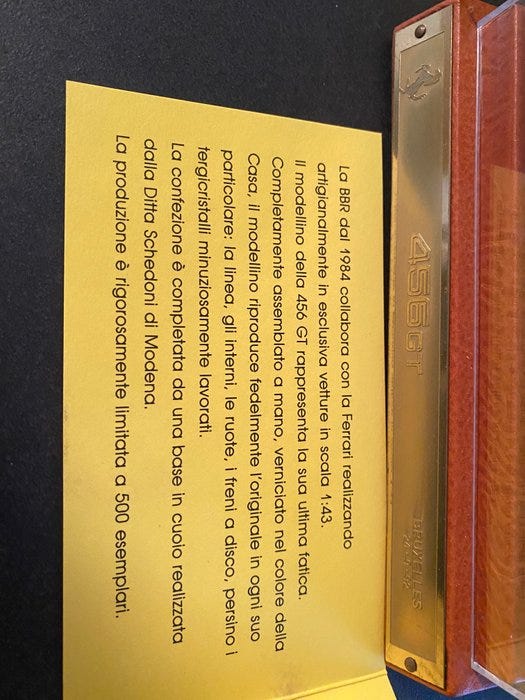 456GT
BRUXELLES
La BBR dal 1984 collabora con la Ferrari realizzando
artigianalmente in esclusiva vetture in scala 1:43.
Il modellino della 456 GT rappresenta la sua ultima fatica.
Completamente assemblato a mano, verniciato nel colore della
Casa, il modellino riproduce fedelmente l'originale in ogni suo
particolare: la linea, gli interni, le ruote, i freni a disco, persino i
tergicristalli minuziosamente lavorati.
La confezione è completata da una base in cuoio realizzata
dalla Ditta Schedoni di Modena.
La produzione è rigorosamente limitata a 500 esemplari.